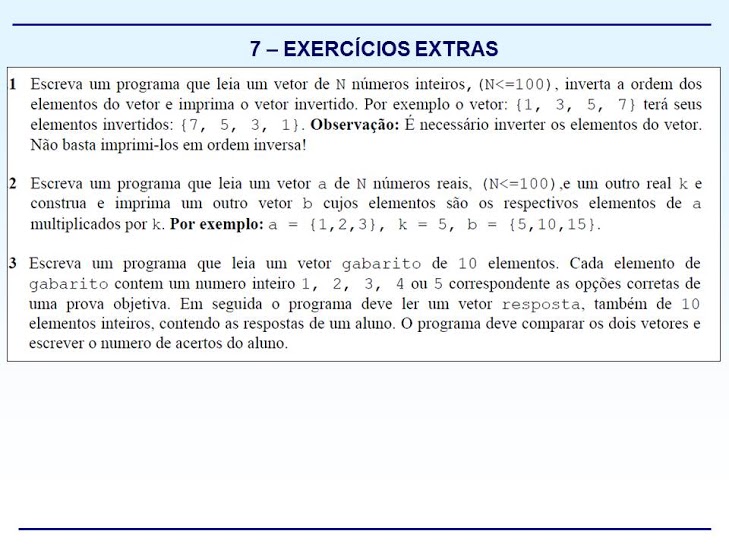 7 – EXERCÍCIOS EXTRAS
1 Escreva um programa que leia um vetor de N números inteiros, (N<=100), inverta a ordem dos
elementos do vetor e imprima o vetor invertido. Por exemplo o vetor: {1, 3, 5, 7} terá seus
elementos invertidos: {7, 5, 3, 1}. Observação: É necessário inverter os elementos do vetor.
Não basta imprimi-los em ordem inversa!
2 Escreva um programa que leia um vetor a de N números reais, (N<=100),e um outro real k e
construa e imprima um outro vetor b cujos elementos são os respectivos elementos de a
multiplicados por k. Por exemplo: a = {1,2,3}, k = 5, b = {5,10,15}.
3 Escreva um programa que leia um vetor gabarito de 10 elementos. Cada elemento de
gabarito contem um numero inteiro 1, 2, 3, 4 ou 5 correspondente as opções corretas de
uma prova objetiva. Em seguida o programa deve ler um vetor resposta, também de 10
elementos inteiros, contendo as respostas de um aluno. O programa deve comparar os dois vetores e
escrever o numero de acertos do aluno.